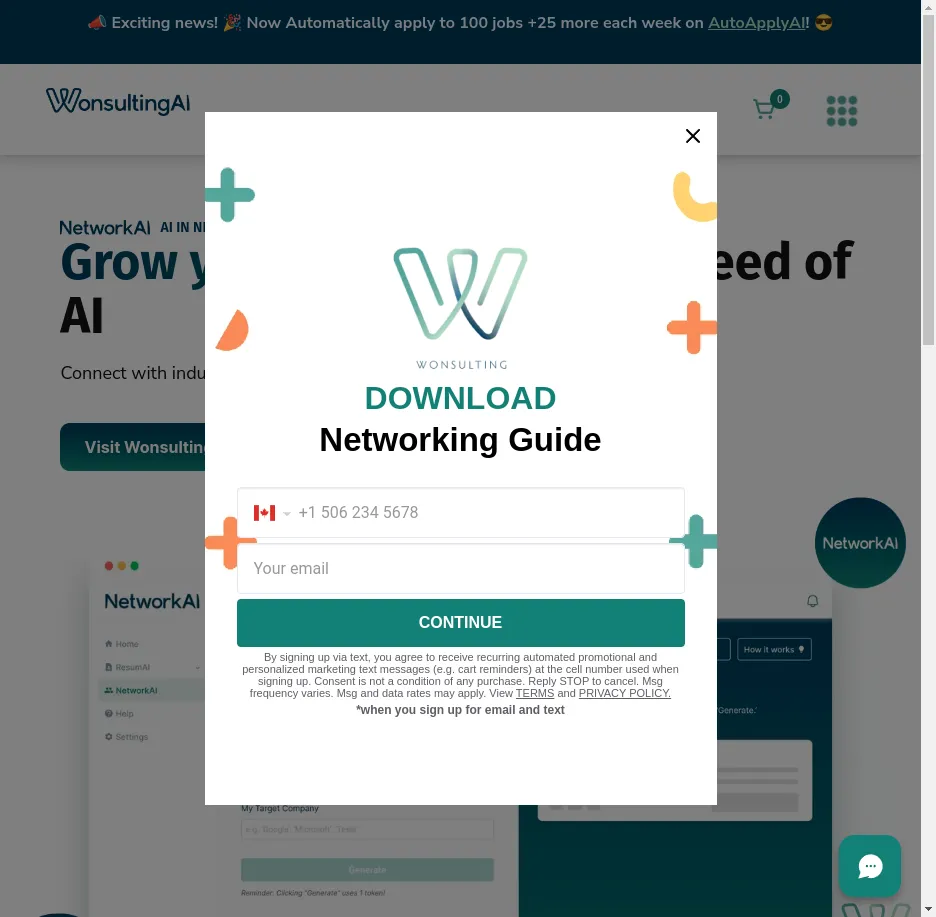 📣 Exciting news! 🎉 Now Automatically apply to 100 jobs +25 more each week on AutoApplyAI! 😎
WonsultingAI
0
NetworkAI AI IN
Grow
eed of
AI
Connect with
Visit
WONSULTING
DOWNLOAD
Networking Guide
+1 506 234 5678
Your email
CONTINUE
By signing up via text, you agree to receive recurring automated promotional and
personalized marketing text messages (e.g. cart reminders) at the cell number used when
signing up. Consent is not a condition of any purchase. Reply STOP to cancel. Msg
frequency varies. Msg and data rates may apply. View TERMS and PRIVACY POLICY.
*when you sign up for email and text
NetworkAI
NetworkAI
Home
ResumAI
NetworkAI
Help
Settings
How it works
'Generate.'
My Target Company
e.g. 'Google', 'Microsoft', 'Tesla'
Generate
Reminder: Clicking "Generate" uses 1 token!